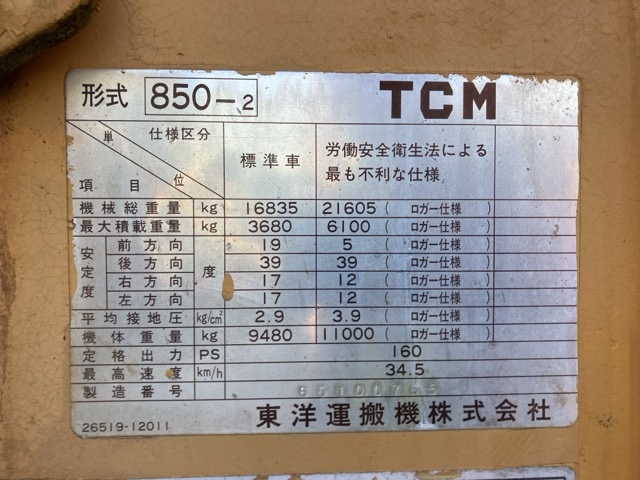 形式 850-2 TCM
単 仕様区分 標準車 労働安全衛生法による
項目 位 最も不利な仕様
機械総重量 kg 16835 21605 ( ロガー仕様 )
最大積載重量 kg 3680 6100 ( ロガー仕様 )
安定度 前方向 度 19 5 ( ロガー仕様 )
後方向 39 39 ( ロガー仕様 )
右方向 17 12 ( ロガー仕様 )
左方向 17 12 ( ロガー仕様 )
平均接地圧 kg/cm² 2.9 3.9 ( ロガー仕様 )
機体重量 kg 9480 11000 ( ロガー仕様 )
定格出力 PS 160
最高速度 km/h 34.5
製造番号
26519-12011 東洋運搬機株式会社